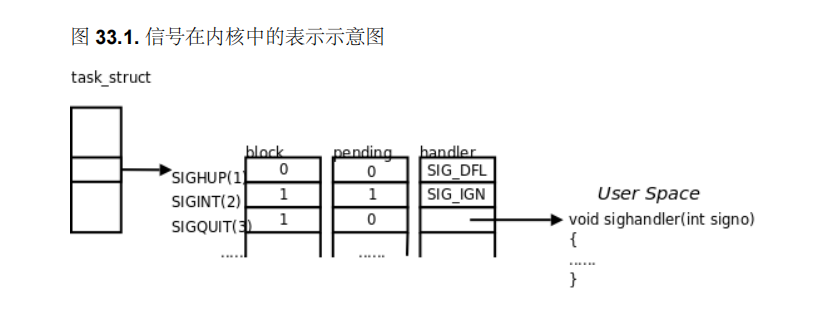 图 33.1. 信号在内核中的表示示意图
task_struct
block pending handler
SIGHUP(1) 0 0 SIG_DFL
SIGINT(2) 1 1 SIG_IGN
User Space
SIGQUIT(3) 1 0 void sighandler(int signo)
{
...... ...... ......
}